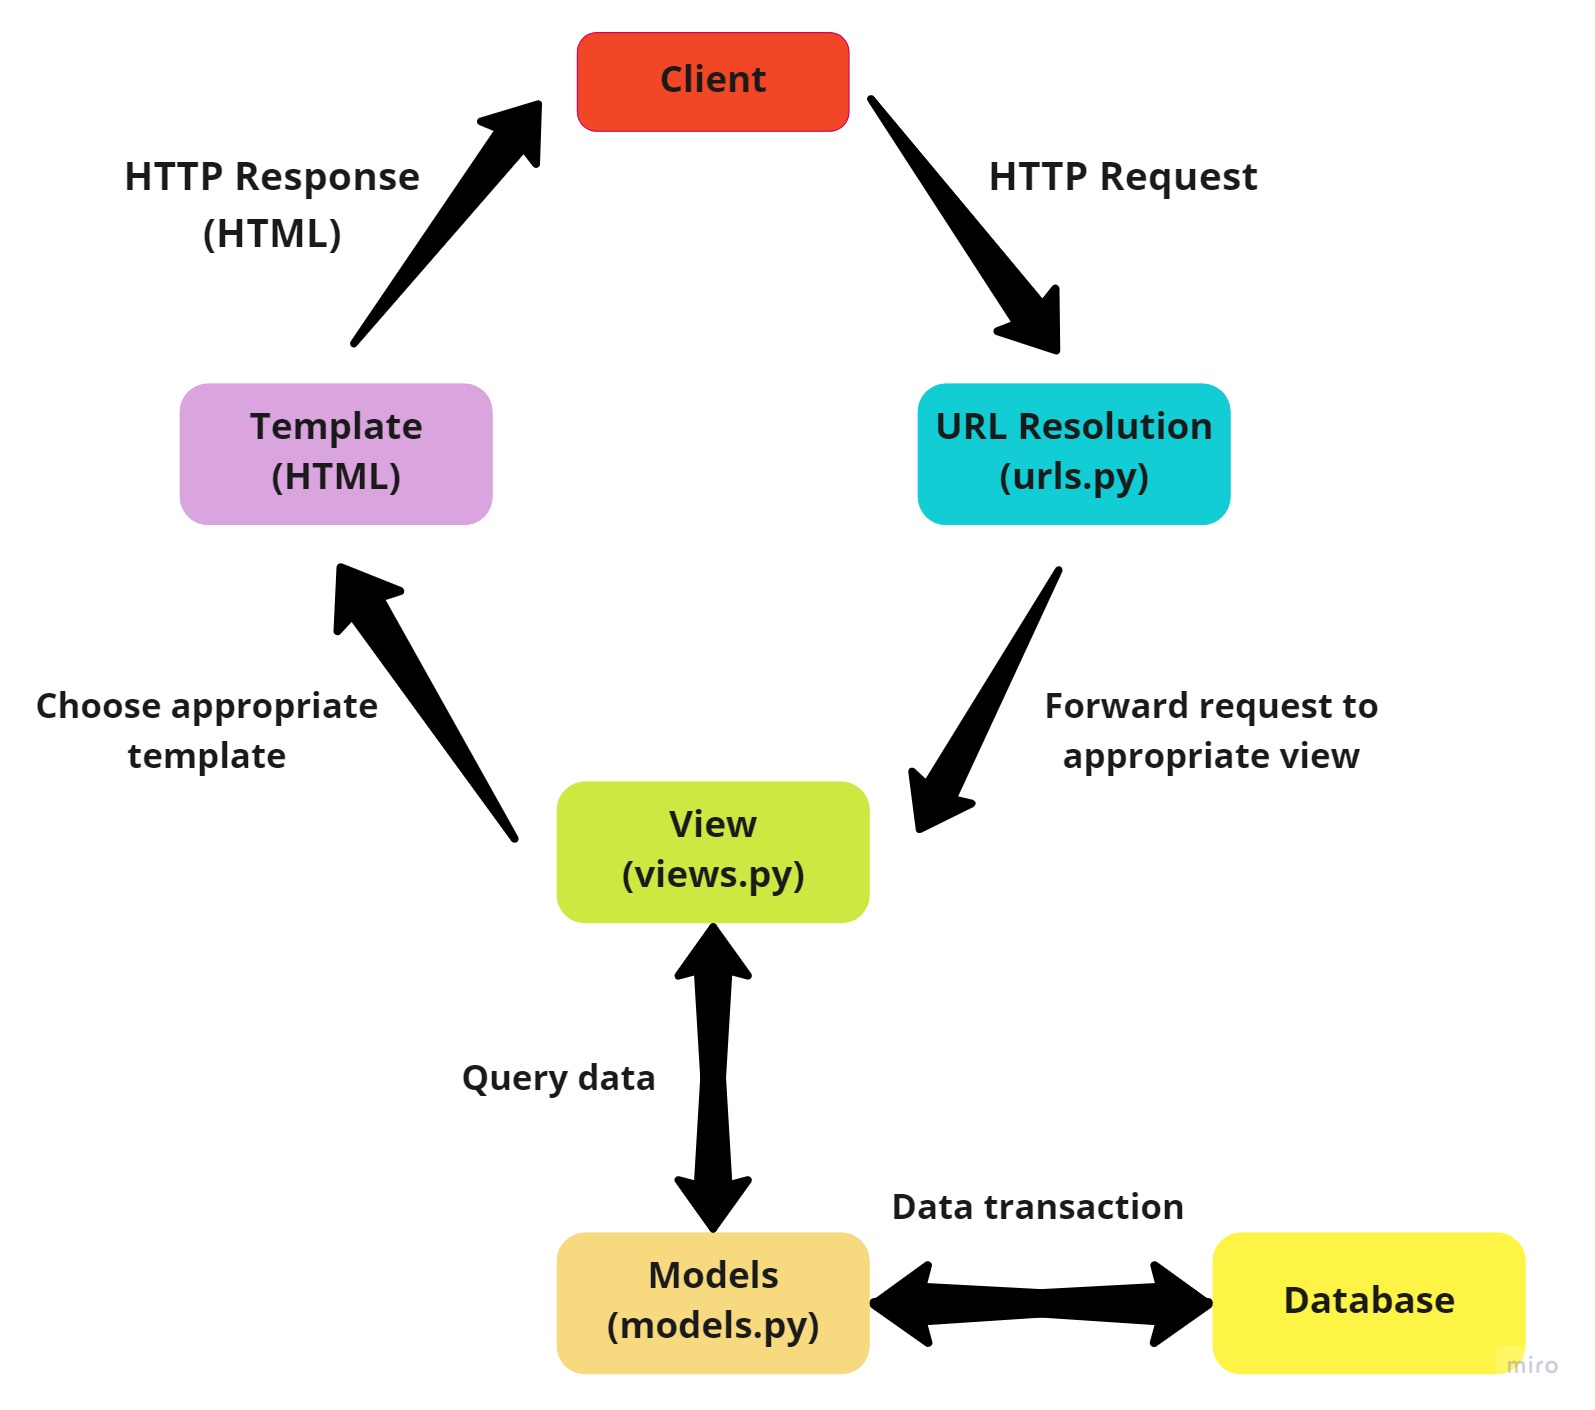 Client
HTTP Response
(HTML)
HTTP Request
Template
(HTML)
URL Resolution
(urls.py)
Choose appropriate
template
Forward request to
appropriate view
View
(views.py)
Query data
Data transaction
Models
(models.py)
Database
miro